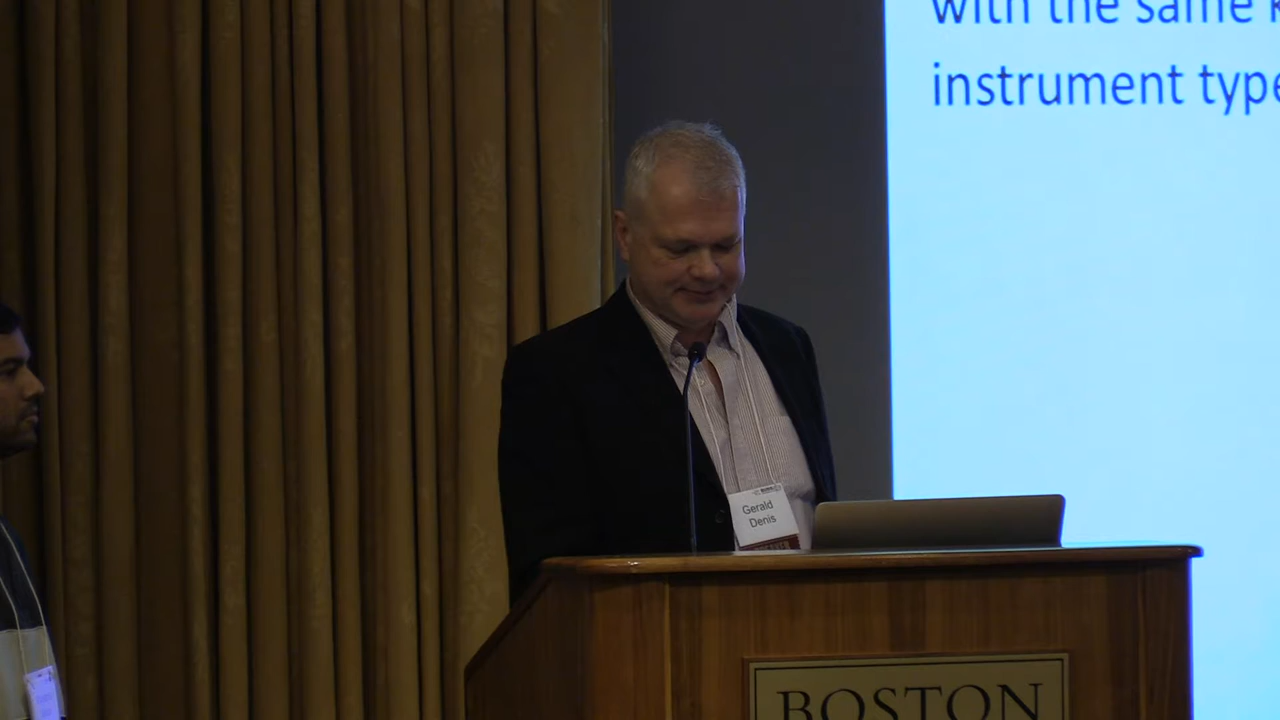 with the same
instrument type
Gerald
Denis
BOSTON